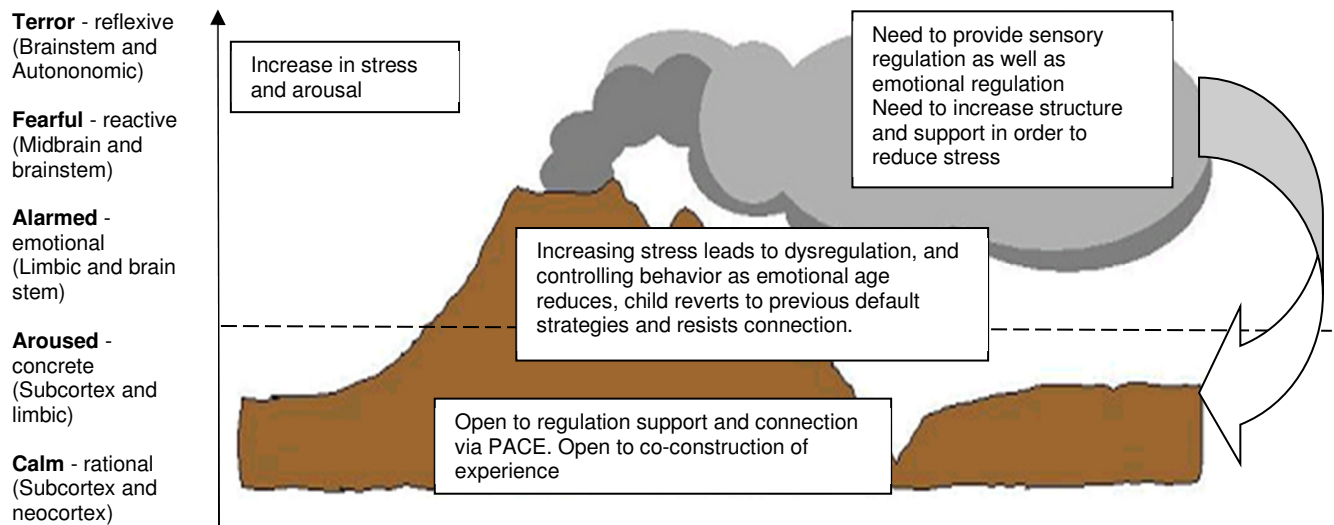 Terror - reflexive
(Brainstem and
Autononomic)
Fearful - reactive
(Midbrain and
brainstem)
Alarmed -
emotional
(Limbic and brain
stem)
Aroused -
concrete
(Subcortex and
limbic)
Calm - rational
(Subcortex and
neocortex)
Increase in stress
and arousal
Need to provide sensory
regulation as well as
emotional regulation
Need to increase structure
and support in order to
reduce stress
Increasing stress leads to dysregulation, and
controlling behavior as emotional age
reduces, child reverts to previous default
strategies and resists connection.
Open to regulation support and connection
via PACE. Open to co-construction of
experience